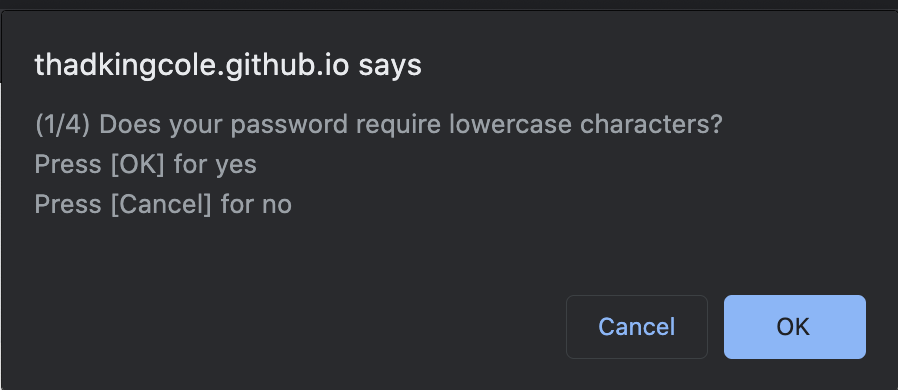 thadkingcole.github.io says
(1/4) Does your password require lowercase characters?
Press [OK] for yes
Press [Cancel] for no
Cancel
OK